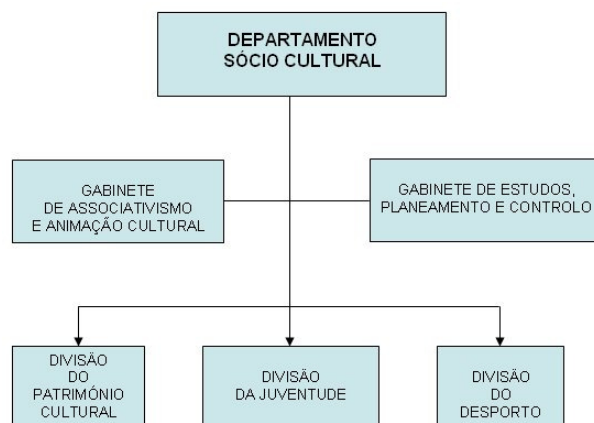 DEPARTAMENTO
SÓCIO CULTURAL
GABINETE
DE ASSOCIATIVISMO
E ANIMAÇÃO CULTURAL
GABINETE DE ESTUDOS,
PLANEAMENTO E CONTROLO
DIVISÃO
DO
PATRIMÓNIO
CULTURAL
DIVISÃO
DA JUVENTUDE
DIVISÃO
DO
DESPORTO